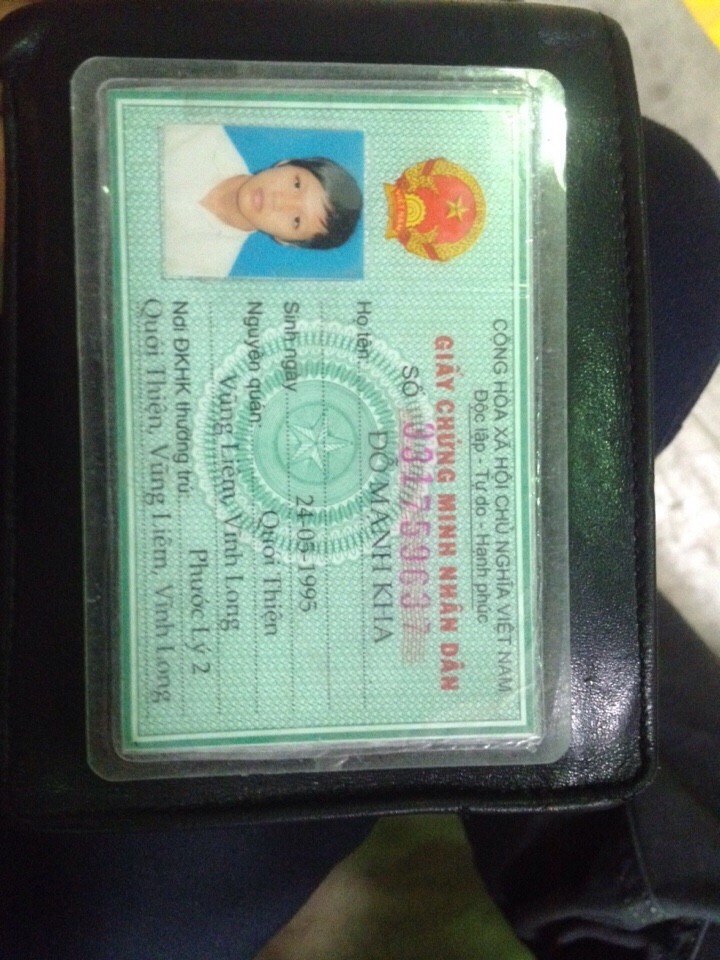 CỘNG HÒA XÃ HỘI CHỦ NGHĨA VIỆT NAM
Độc lập - Tự do - Hạnh phúc
GIẤY CHỨNG MINH NHÂN DÂN
SỐ
Họ tên: ĐỖ MẠNH KHA
Sinh ngày 24-05-1995
Nguyên quán: Quới Thiện
Vũng Liêm, Vĩnh Long
Nơi ĐKHK thường trú: Phước Lý 2
Quới Thiện, Vũng Liêm, Vĩnh Long